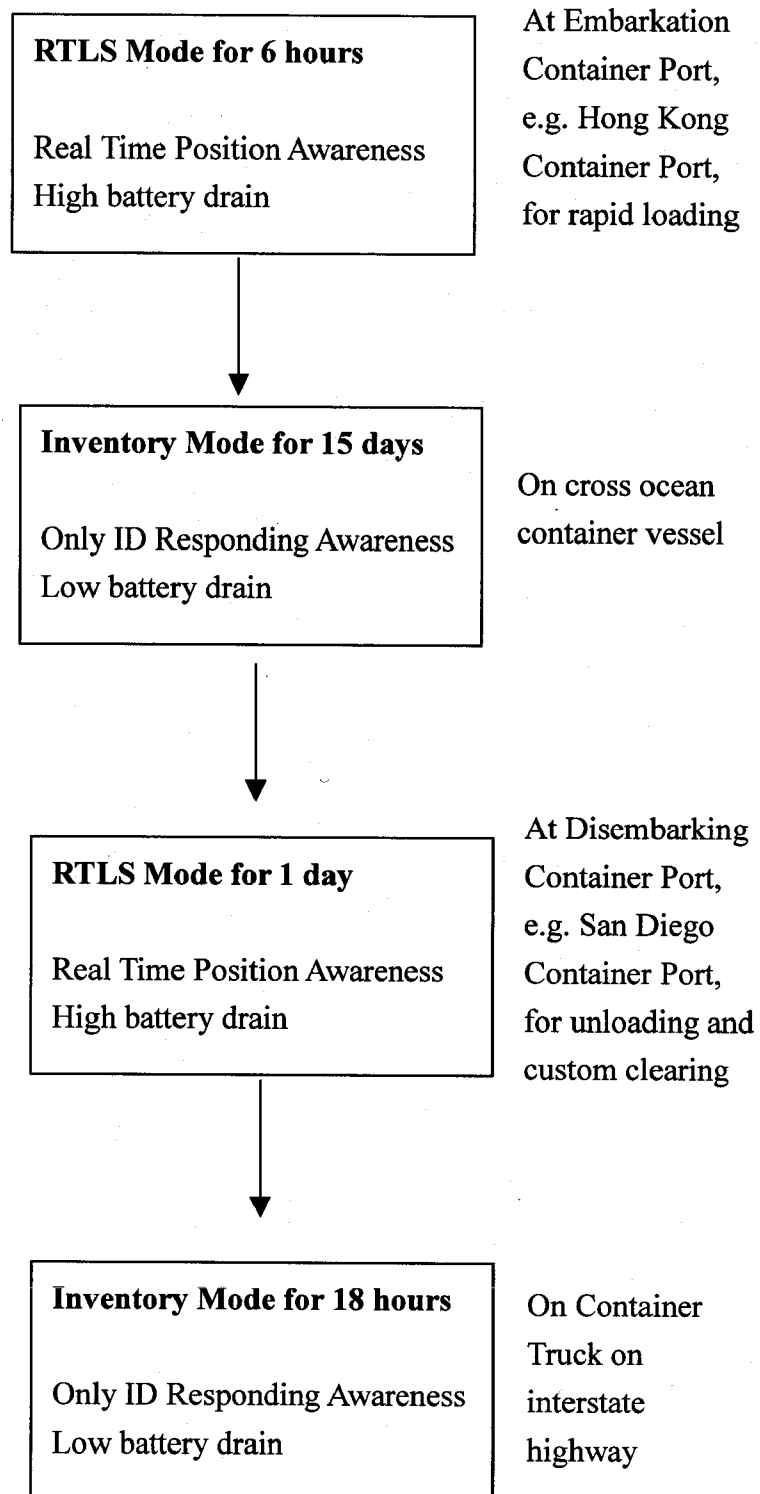 RTLS Mode for 6 hours
Real Time Position Awareness
High battery drain
At Embarkation
Container Port,
e.g. Hong Kong
Container Port,
for rapid loading
Inventory Mode for 15 days
Only ID Responding Awareness
Low battery drain
On cross ocean
container vessel
RTLS Mode for 1 day
Real Time Position Awareness
High battery drain
At Disembarking
Container Port,
e.g. San Diego
Container Port,
for unloading and
custom clearing
Inventory Mode for 18 hours
Only ID Responding Awareness
Low battery drain
On Container
Truck on
interstate
highway